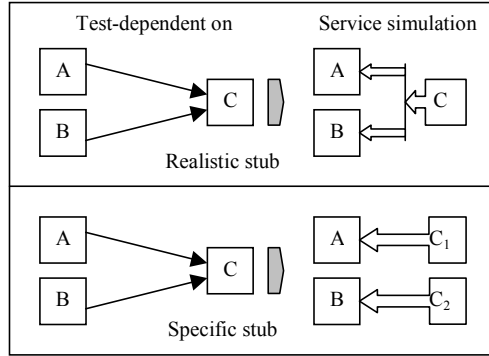 Test-dependent on Service simulation
A A
C C
B B
Realistic stub
A A C₁
C
B B C₂
Specific stub